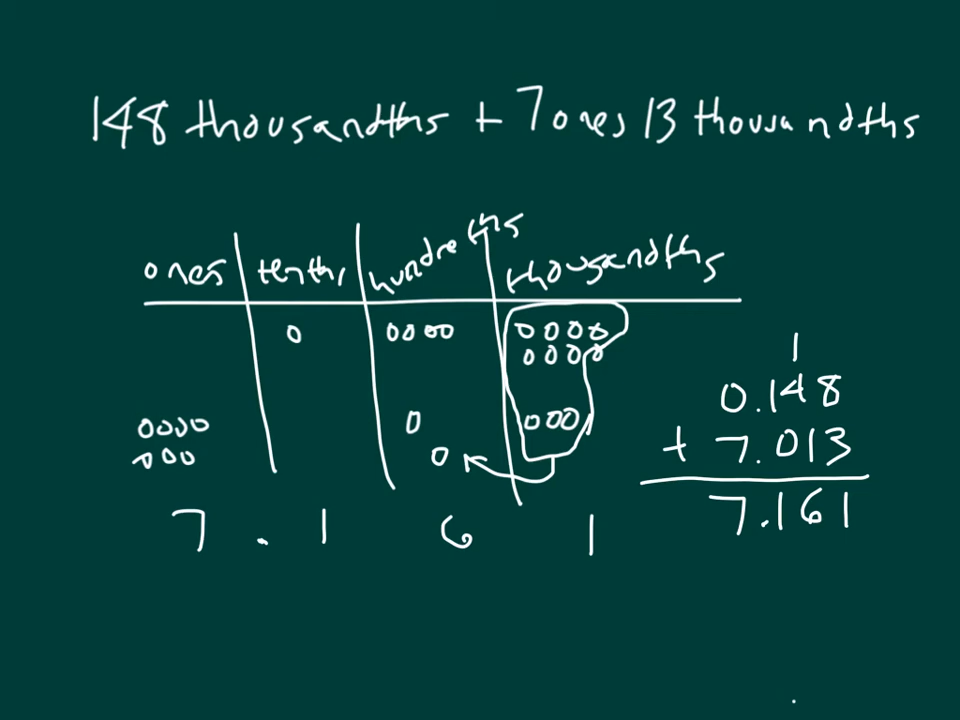 148 thousandths + 7 ones 13 thousandths
ones tenths hundreths thousandths
1
0.148
+ 7.013
7.161
7 . 1 6 1